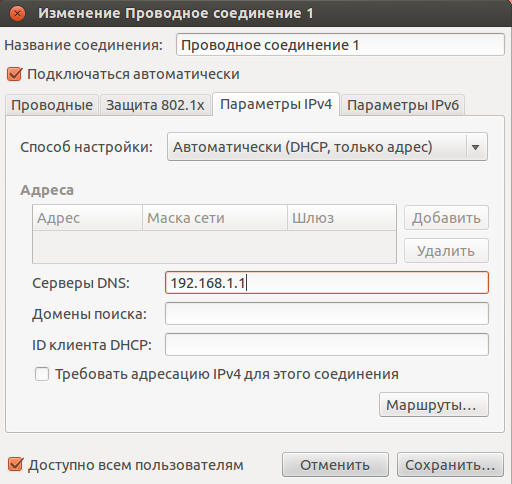 Изменение Проводное соединение 1
Название соединения: Проводное соединение 1
Подключаться автоматически
Проводные Защита 802.1x Параметры IPv4 Параметры IPv6
Способ настройки: Автоматически (DHCP, только адрес)
Адреса
Адрес Маска сети Шлюз Добавить
Удалить
Серверы DNS: 192.168.1.1
Домены поиска:
ID клиента DHCP:
Требовать адресацию IPv4 для этого соединения
Маршруты...
Доступно всем пользователям Отменить Сохранить...